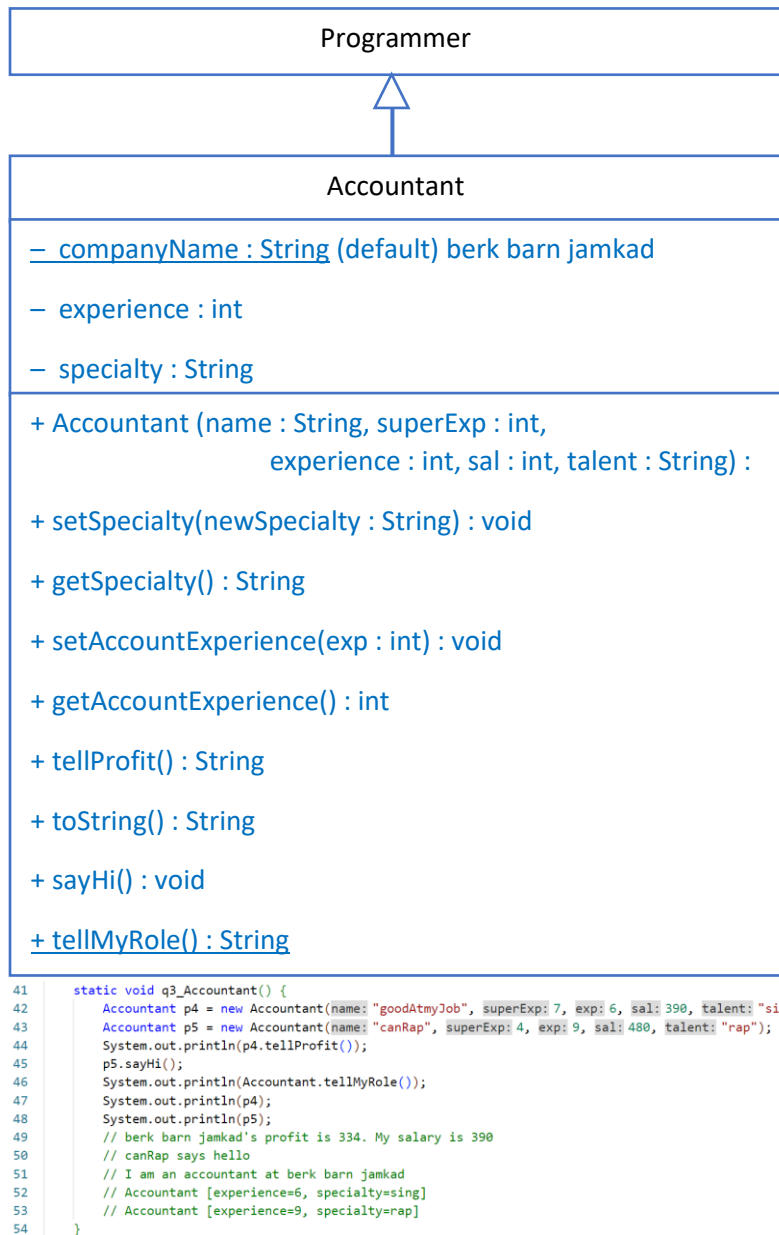 Programmer
Accountant
– companyName : String (default) berk barn jamkad
– experience : int
– specialty : String
+ Accountant (name : String, superExp : int,
experience : int, sal : int, talent : String) :
+ setSpecialty(newSpecialty : String) : void
+ getSpecialty() : String
+ setAccountExperience(exp : int) : void
+ getAccountExperience() : int
+ tellProfit() : String
+ toString() : String
+ sayHi() : void
+ tellMyRole() : String
41 static void q3_Accountant() {
42 Accountant p4 = new Accountant(name: "goodAtmyJob", superExp: 7, exp: 6, sal: 390, talent: "si
43 Accountant p5 = new Accountant(name: "canRap", superExp: 4, exp: 9, sal: 480, talent: "rap");
44 System.out.println(p4.tellProfit());
45 p5.sayHi();
46 System.out.println(Accountant.tellMyRole());
47 System.out.println(p4);
48 System.out.println(p5);
49 // berk barn jamkad's profit is 334. My salary is 390
50 // canRap says hello
51 // I am an accountant at berk barn jamkad
52 // Accountant [experience=6, specialty=sing]
53 // Accountant [experience=9, specialty=rap]
54 }